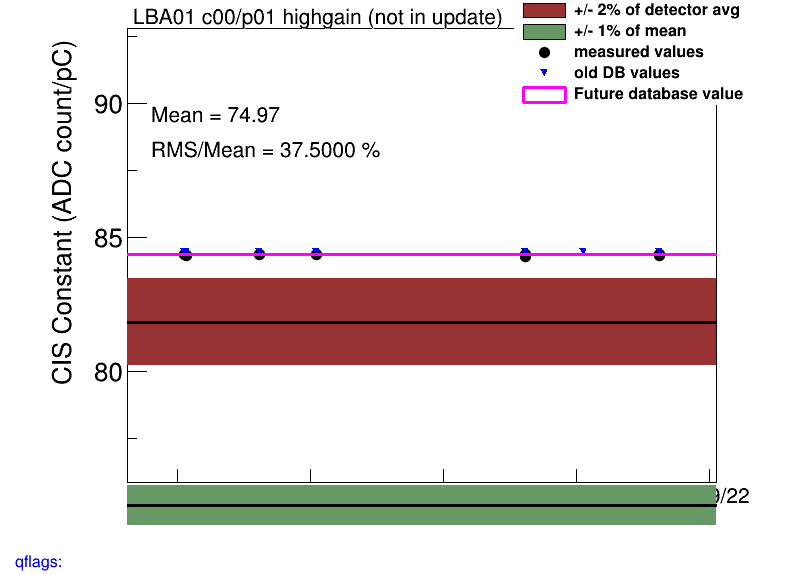 LBA01 c00/p01 highgain (not in update)
+/- 2% of detector avg
+/- 1% of mean
measured values
old DB values
Future database value
CIS Constant (ADC count/pC)
90
Mean = 74.97
RMS/Mean = 37.5000 %
85
80
/22
qflags: